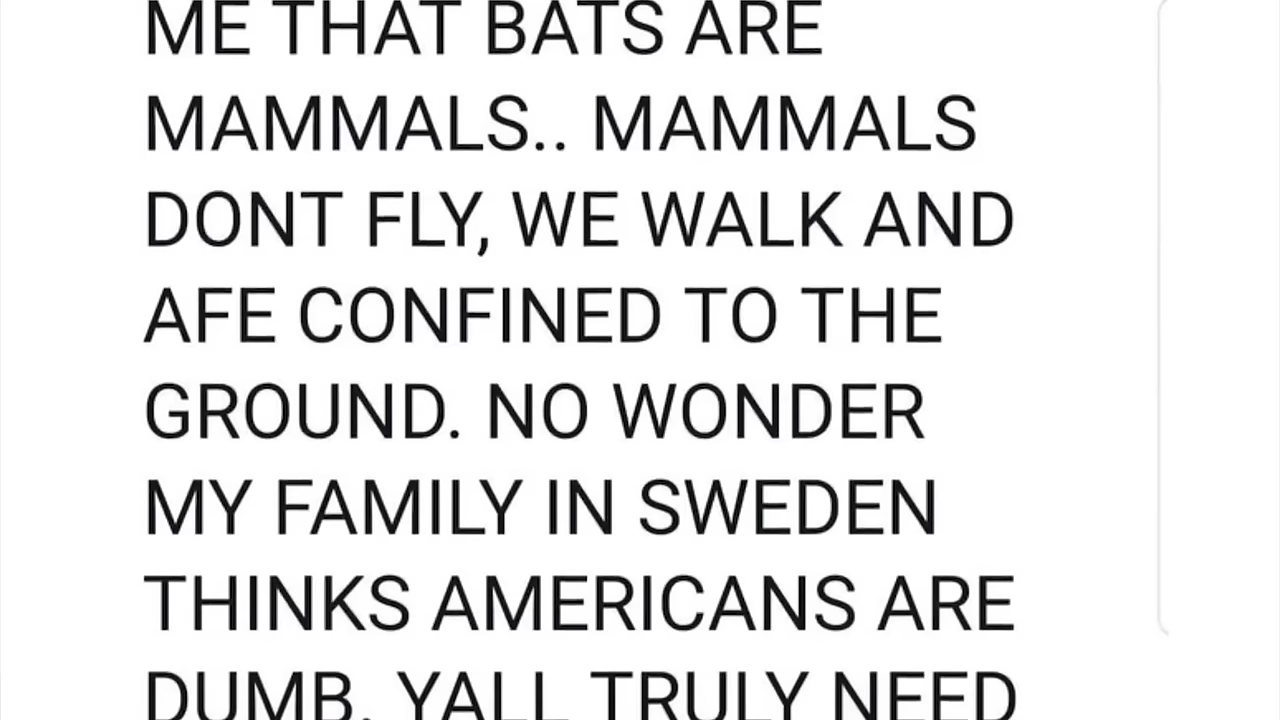 ME THAT BATS ARE
MAMMALS.. MAMMALS
DONT FLY, WE WALK AND
AFE CONFINED TO THE
GROUND. NO WONDER
MY FAMILY IN SWEDEN
THINKS AMERICANS ARE
DUMB. YALL TRULY NEED